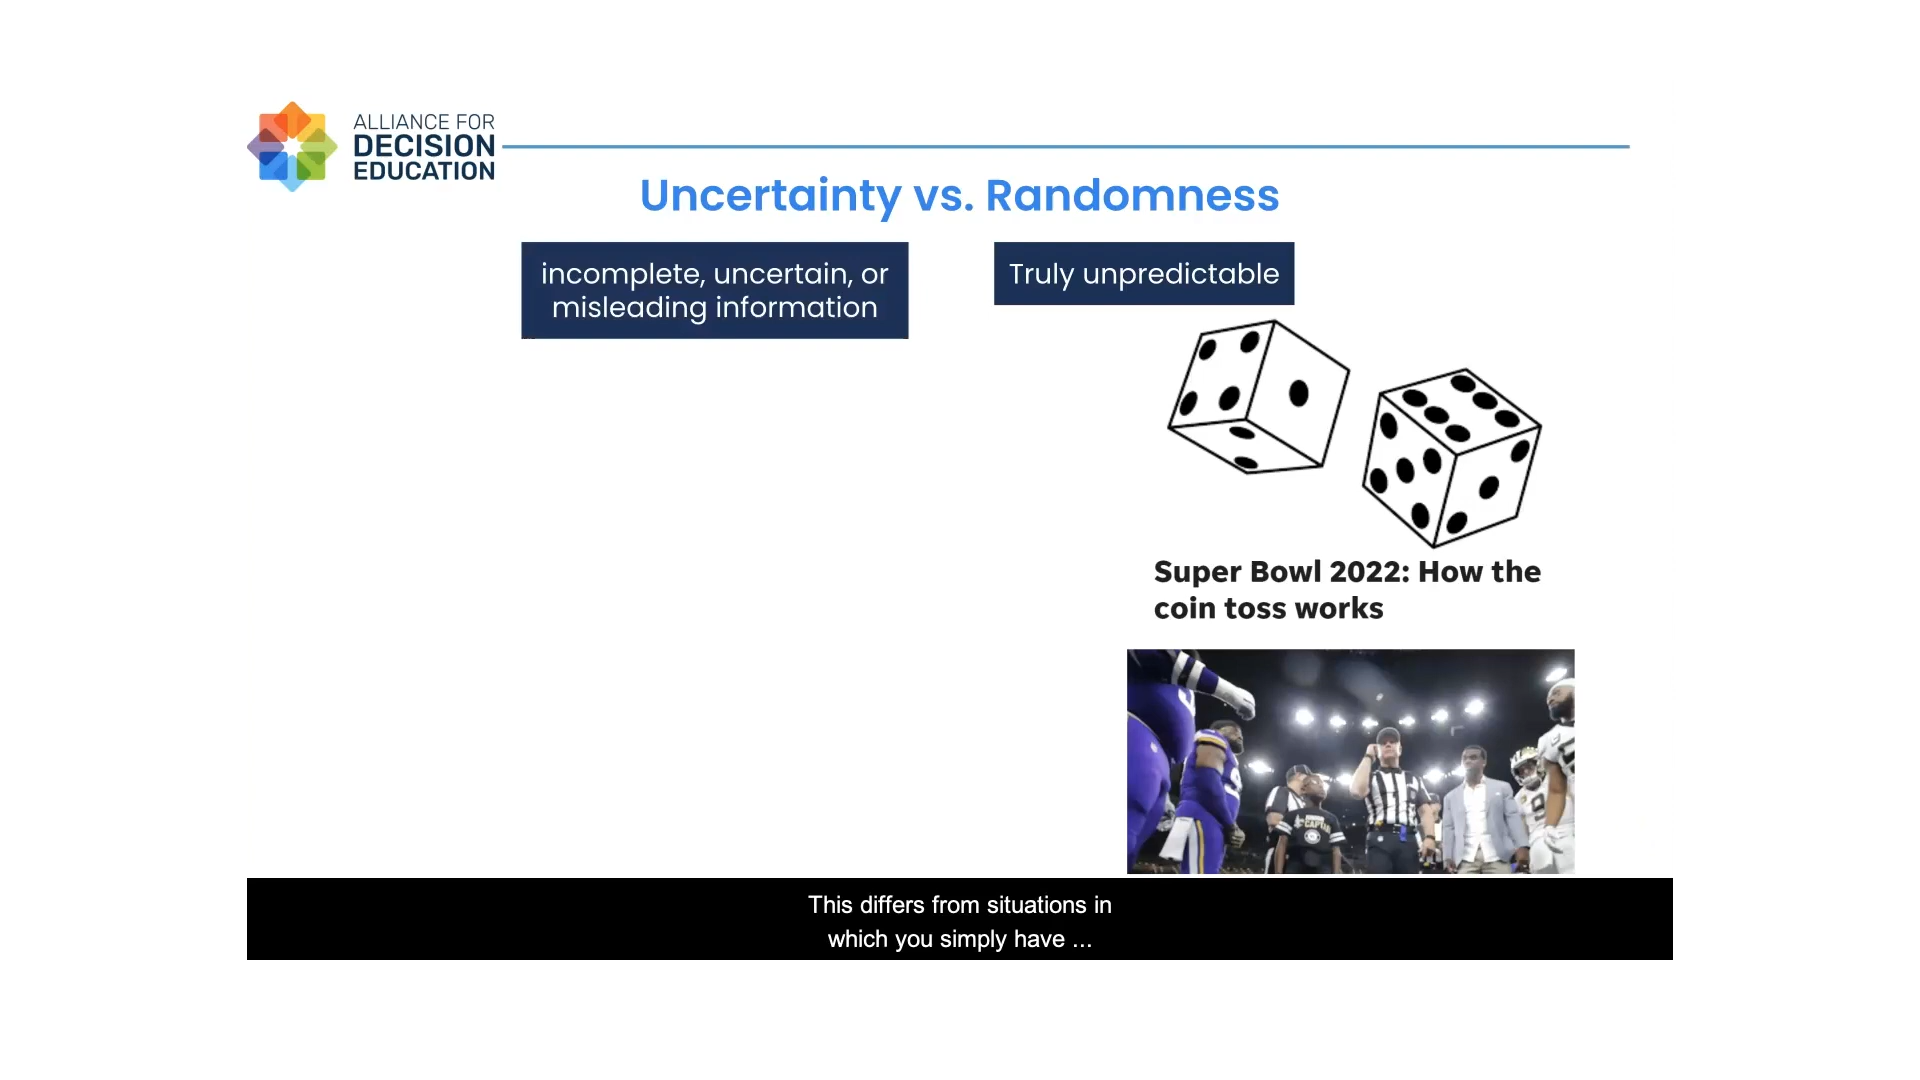 ALLIANCE FOR
DECISION
EDUCATION
Uncertainty vs. Randomness
incomplete, uncertain, or
misleading information
Truly unpredictable
Super Bowl 2022: How the
coin toss works
This differs from situations in
which you simply have ...